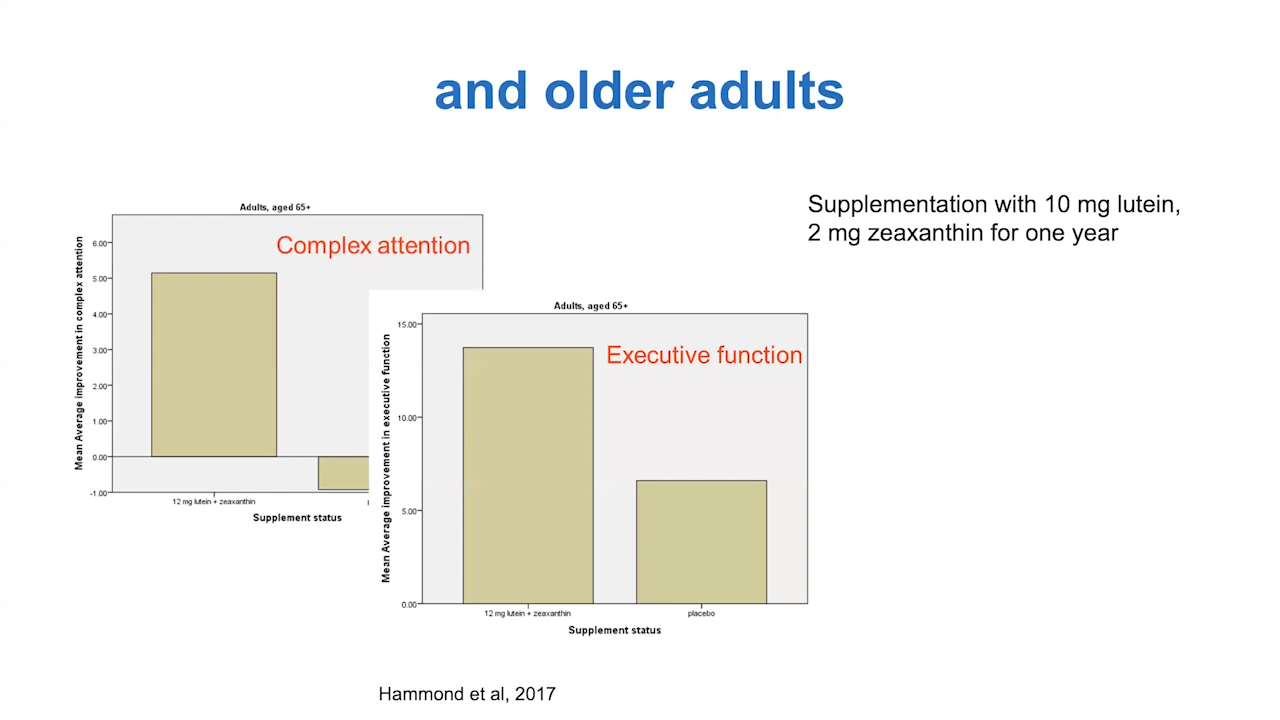 and older adults
Supplementation with 10 mg lutein,
2 mg zeaxanthin for one year
Adults, aged 65+
Complex attention
Mean Average improvement in complex attention
6.00
5.00
4.00
3.00
2.00
1.00
0.00
-1.00
12 mg lutein + zeaxanthin
Supplement status
Adults, aged 65+
Executive function
Mean Average improvement in executive function
15.00
10.00
5.00
0.00
12 mg lutein + zeaxanthin
placebo
Supplement status
Hammond et al, 2017